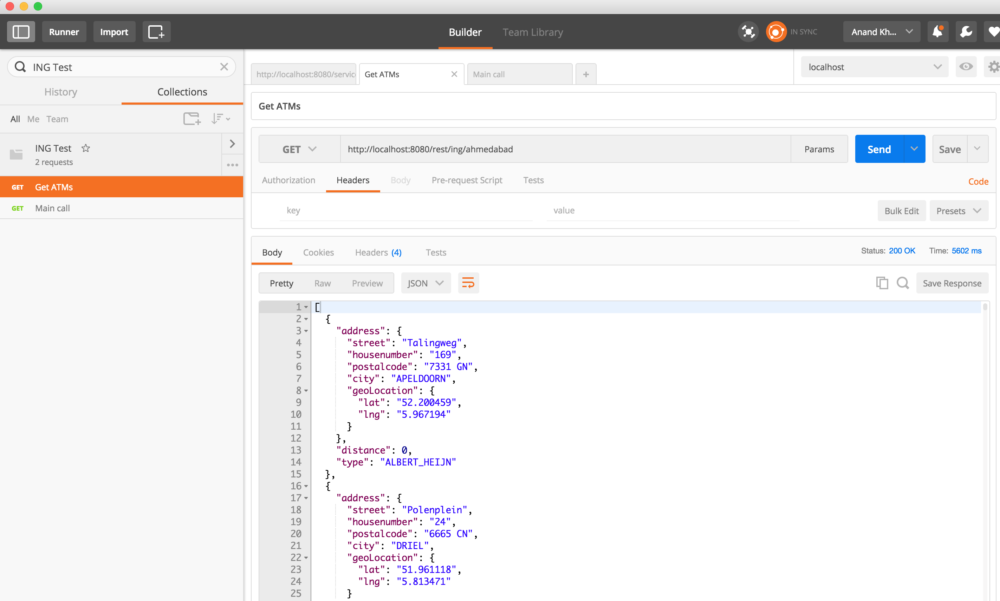 Runner Import Builder Team Library IN SYNC Anand Kh...
ING Test
History Collections
All Me Team
ING Test
2 requests
GET Get ATMs
GET Main call
http://localhost:8080/servic Get ATMs Main call + localhost
Get ATMs
GET http://localhost:8080/rest/ing/ahmedabad Params Send Save
Authorization Headers Body Pre-request Script Tests Code
key value Bulk Edit Presets
Body Cookies Headers (4) Tests Status: 200 OK Time: 5602 ms
Pretty Raw Preview JSON Save Response
1 [
2 {
3 "address": {
4 "street": "Talingweg",
5 "housenumber": "169",
6 "postalcode": "7331 GN",
7 "city": "APELDOORN",
8 "geoLocation": {
9 "lat": "52.200459",
10 "lng": "5.967194"
11 }
12 },
13 "distance": 0,
14 "type": "ALBERT_HEIJN"
15 },
16 {
17 "address": {
18 "street": "Polenplein",
19 "housenumber": "24",
20 "postalcode": "6665 CN",
21 "city": "DRIEL",
22 "geoLocation": {
23 "lat": "51.961118",
24 "lng": "5.813471"
25 }